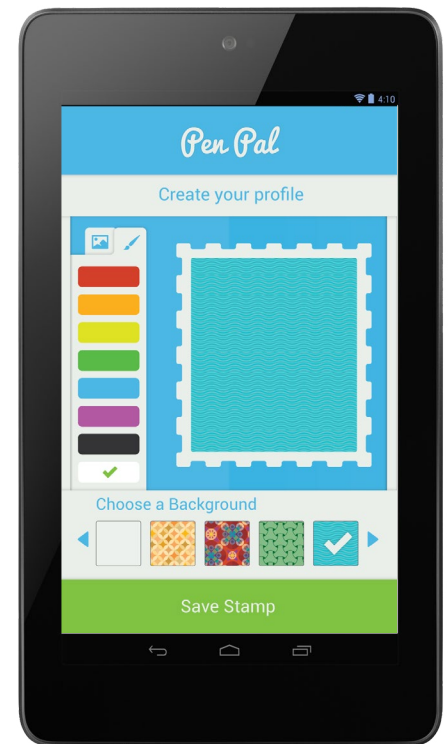 4:10
Pen Pal
Create your profile
Choose a Background
Save Stamp